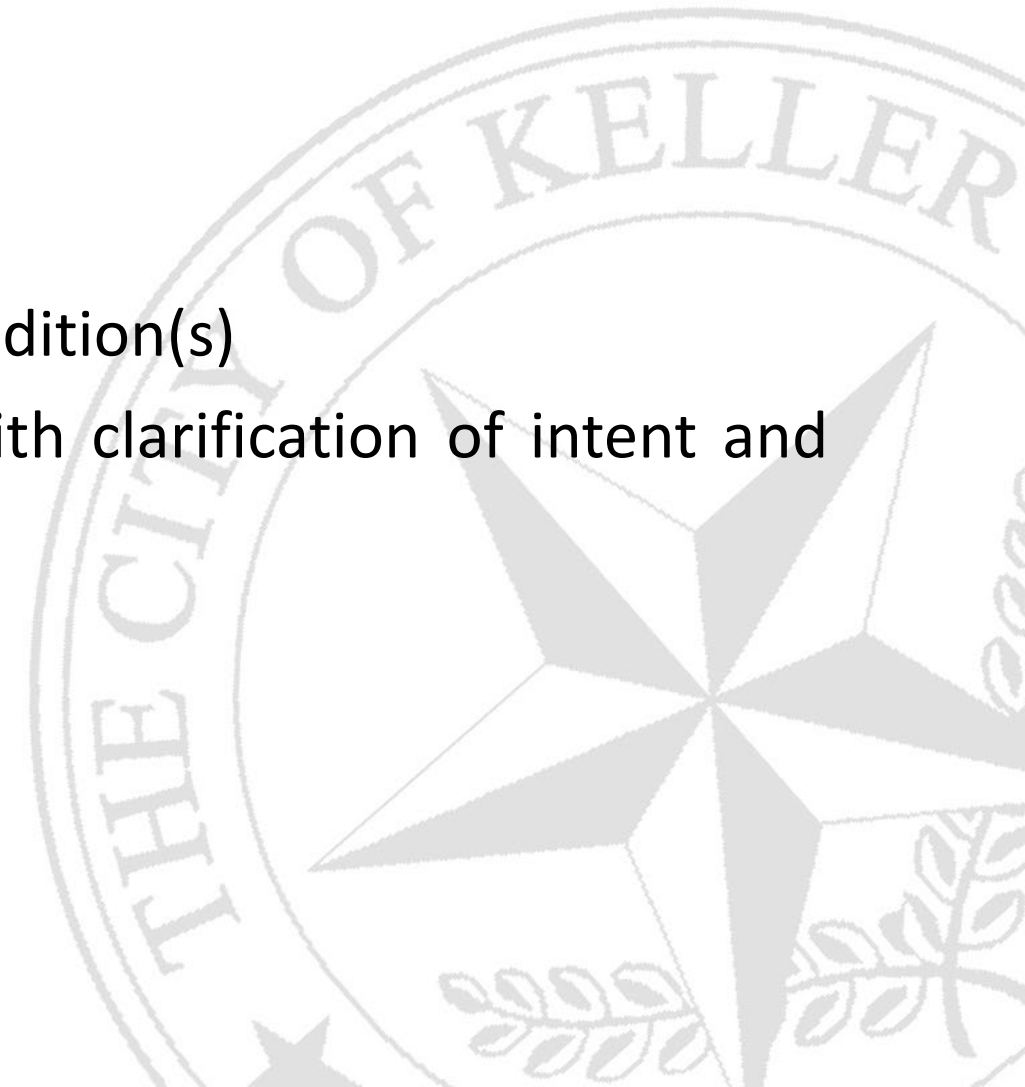 THE CITY OF KELLER
dition(s)
ith clarification of intent and